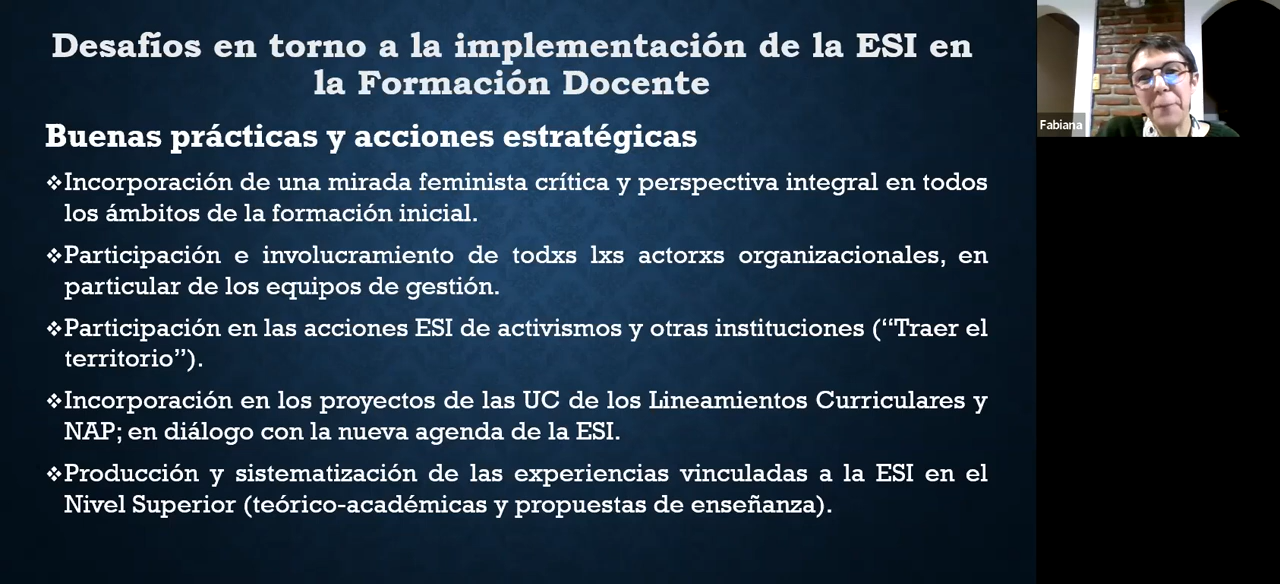 Desafíos en torno a la implementación de la ESI en
la Formación Docente
Buenas prácticas y acciones estratégicas
❖Incorporación de una mirada feminista crítica y perspectiva integral en todos
los ámbitos de la formación inicial.
❖Participación e involucramiento de todxs lxs actorxs organizacionales, en
particular de los equipos de gestión.
❖Participación en las acciones ESI de activismos y otras instituciones (“Traer el
territorio”).
❖Incorporación en los proyectos de las UC de los Lineamientos Curriculares y
NAP; en diálogo con la nueva agenda de la ESI.
❖Producción y sistematización de las experiencias vinculadas a la ESI en el
Nivel Superior (teórico-académicas y propuestas de enseñanza).
Fabiana